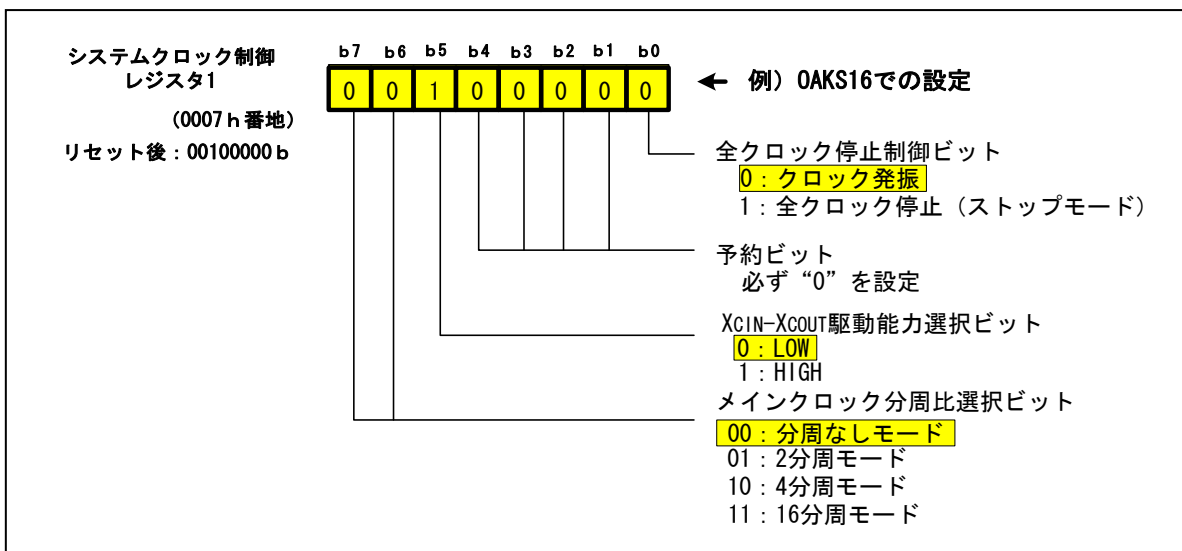 システムクロック制御
レジスタ1
(0007h番地)
リセット後:00100000b
b7 b6 b5 b4 b3 b2 b1 b0
0 0 1 0 0 0 0 0
← 例)OAKS16での設定
全クロック停止制御ビット
0:クロック発振
1:全クロック停止(ストップモード)
予約ビット
必ず“0”を設定
XCIN-XCOUT駆動能力選択ビット
0:LOW
1:HIGH
メインクロック分周比選択ビット
00:分周なしモード
01:2分周モード
10:4分周モード
11:16分周モード